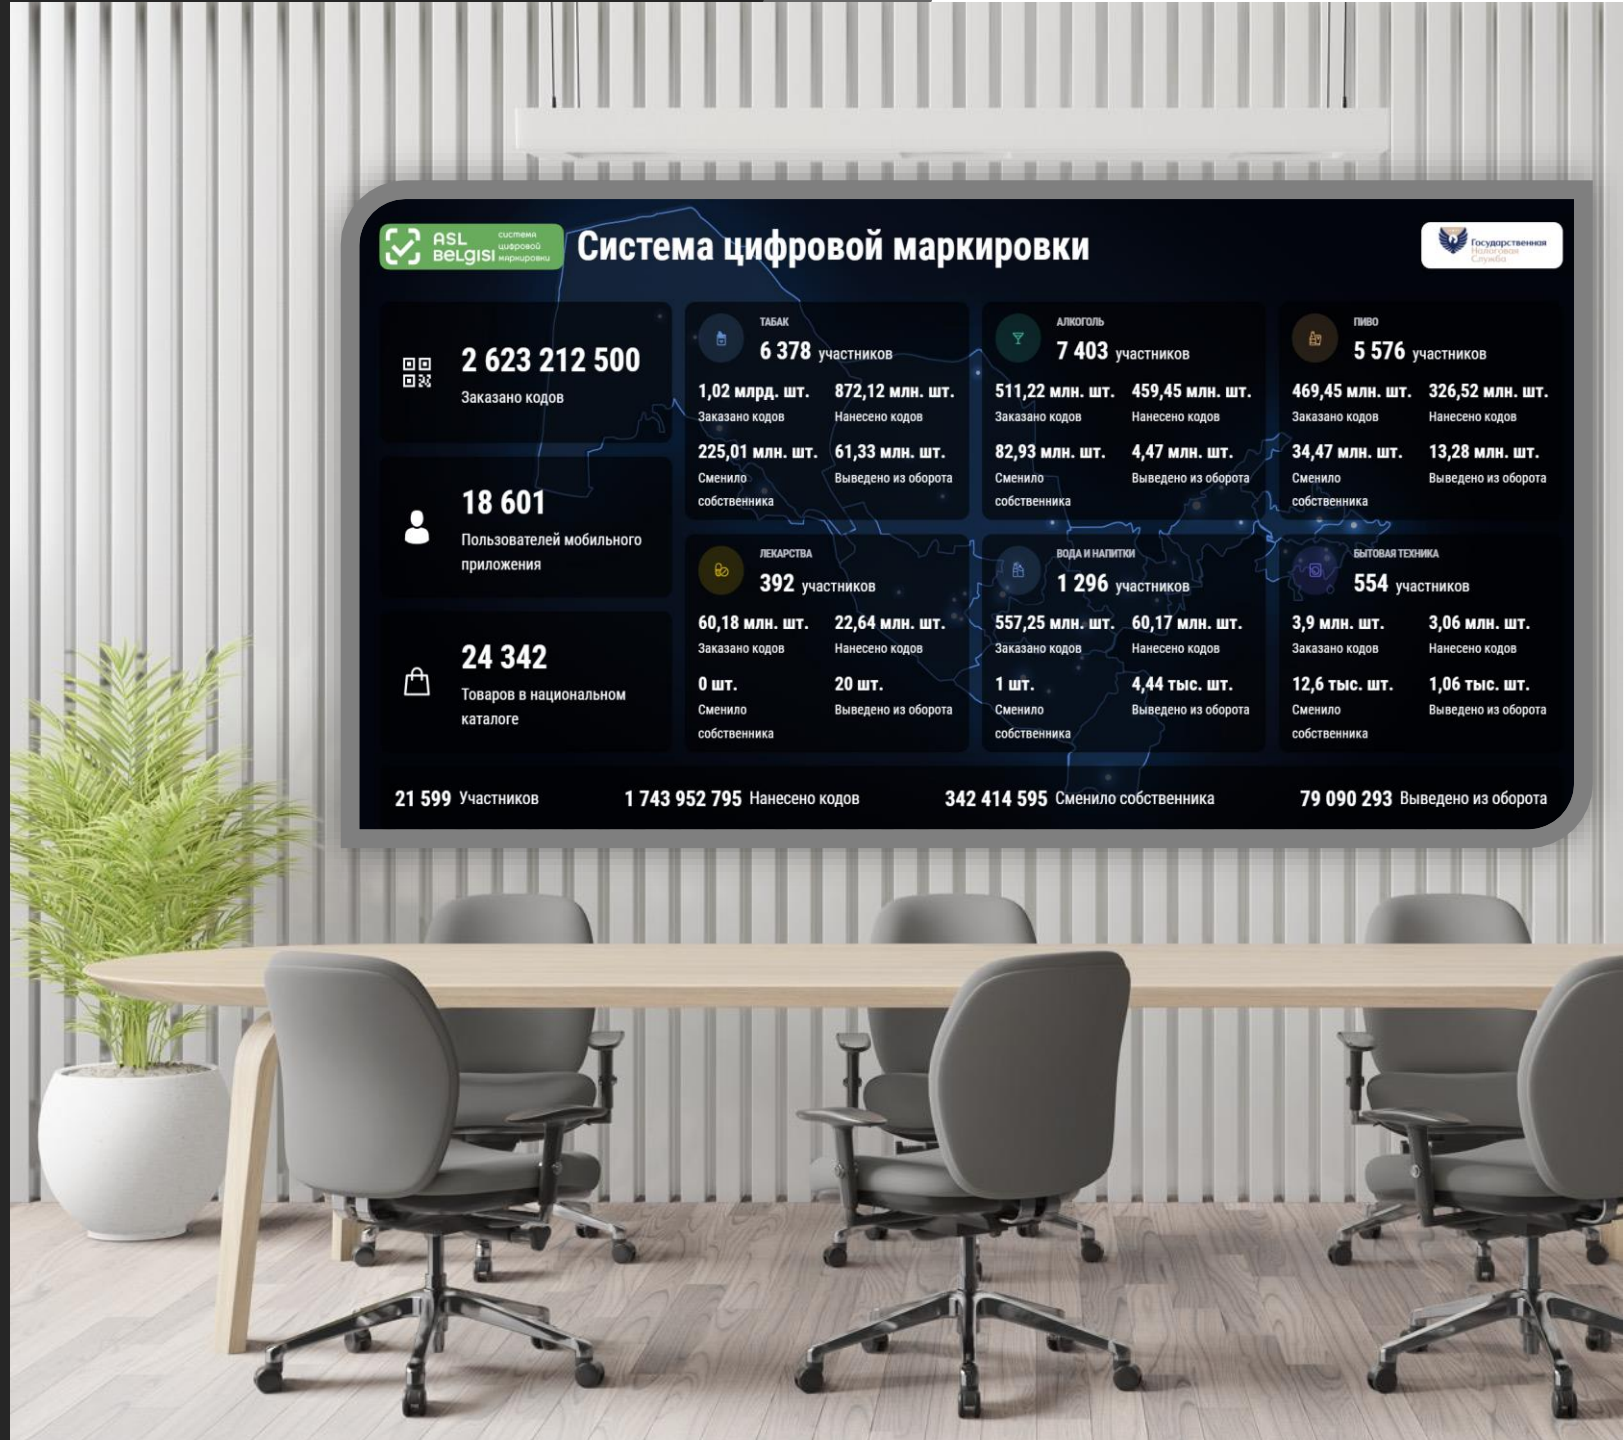 ASL BELGISI
система цифровой маркировки
Система цифровой маркировки
Государственная
Налоговая
Служба
2 623 212 500
Заказано кодов
18 601
Пользователей мобильного
приложения
24 342
Товаров в национальном
каталоге
ТАБАК
6 378 участников
1,02 млрд. шт.
Заказано кодов
872,12 млн. шт.
Нанесено кодов
225,01 млн. шт.
Сменило
собственника
61,33 млн. шт.
Выведено из оборота
АЛКОГОЛЬ
7 403 участников
511,22 млн. шт.
Заказано кодов
459,45 млн. шт.
Нанесено кодов
82,93 млн. шт.
Сменило
собственника
4,47 млн. шт.
Выведено из оборота
ПИВО
5 576 участников
469,45 млн. шт.
Заказано кодов
326,52 млн. шт.
Нанесено кодов
34,47 млн. шт.
Сменило
собственника
13,28 млн. шт.
Выведено из оборота
ЛЕКАРСТВА
392 участников
60,18 млн. шт.
Заказано кодов
22,64 млн. шт.
Нанесено кодов
0 шт.
Сменило
собственника
20 шт.
Выведено из оборота
ВОДА И НАПИТКИ
1 296 участников
557,25 млн. шт.
Заказано кодов
60,17 млн. шт.
Нанесено кодов
1 шт.
Сменило
собственника
4,44 тыс. шт.
Выведено из оборота
БЫТОВАЯ ТЕХНИКА
554 участников
3,9 млн. шт.
Заказано кодов
3,06 млн. шт.
Нанесено кодов
12,6 тыс. шт.
Сменило
собственника
1,06 тыс. шт.
Выведено из оборота
21 599 Участников
1 743 952 795 Нанесено кодов
342 414 595 Сменило собственника
79 090 293 Выведено из оборота